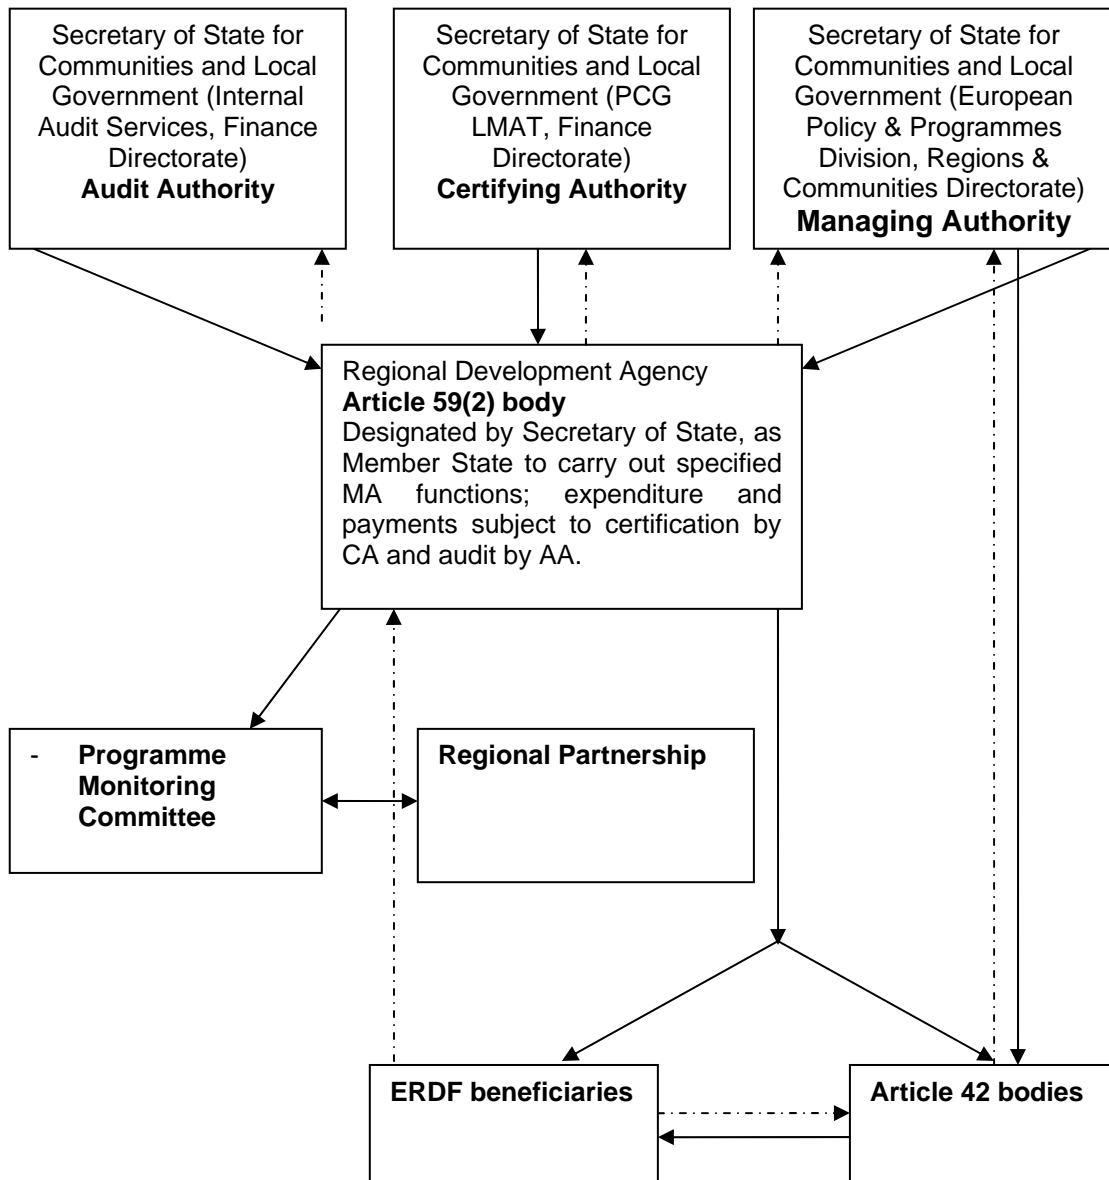 Secretary of State for
Communities and Local
Government (Internal
Audit Services, Finance
Directorate)
Audit Authority
Secretary of State for
Communities and Local
Government (PCG
LMAT, Finance
Directorate)
Certifying Authority
Secretary of State for
Communities and Local
Government (European
Policy & Programmes
Division, Regions &
Communities Directorate)
Managing Authority
Regional Development Agency
Article 59(2) body
Designated by Secretary of State, as
Member State to carry out specified
MA functions; expenditure and
payments subject to certification by
CA and audit by AA.
- Programme
Monitoring
Committee
Regional Partnership
ERDF beneficiaries
Article 42 bodies